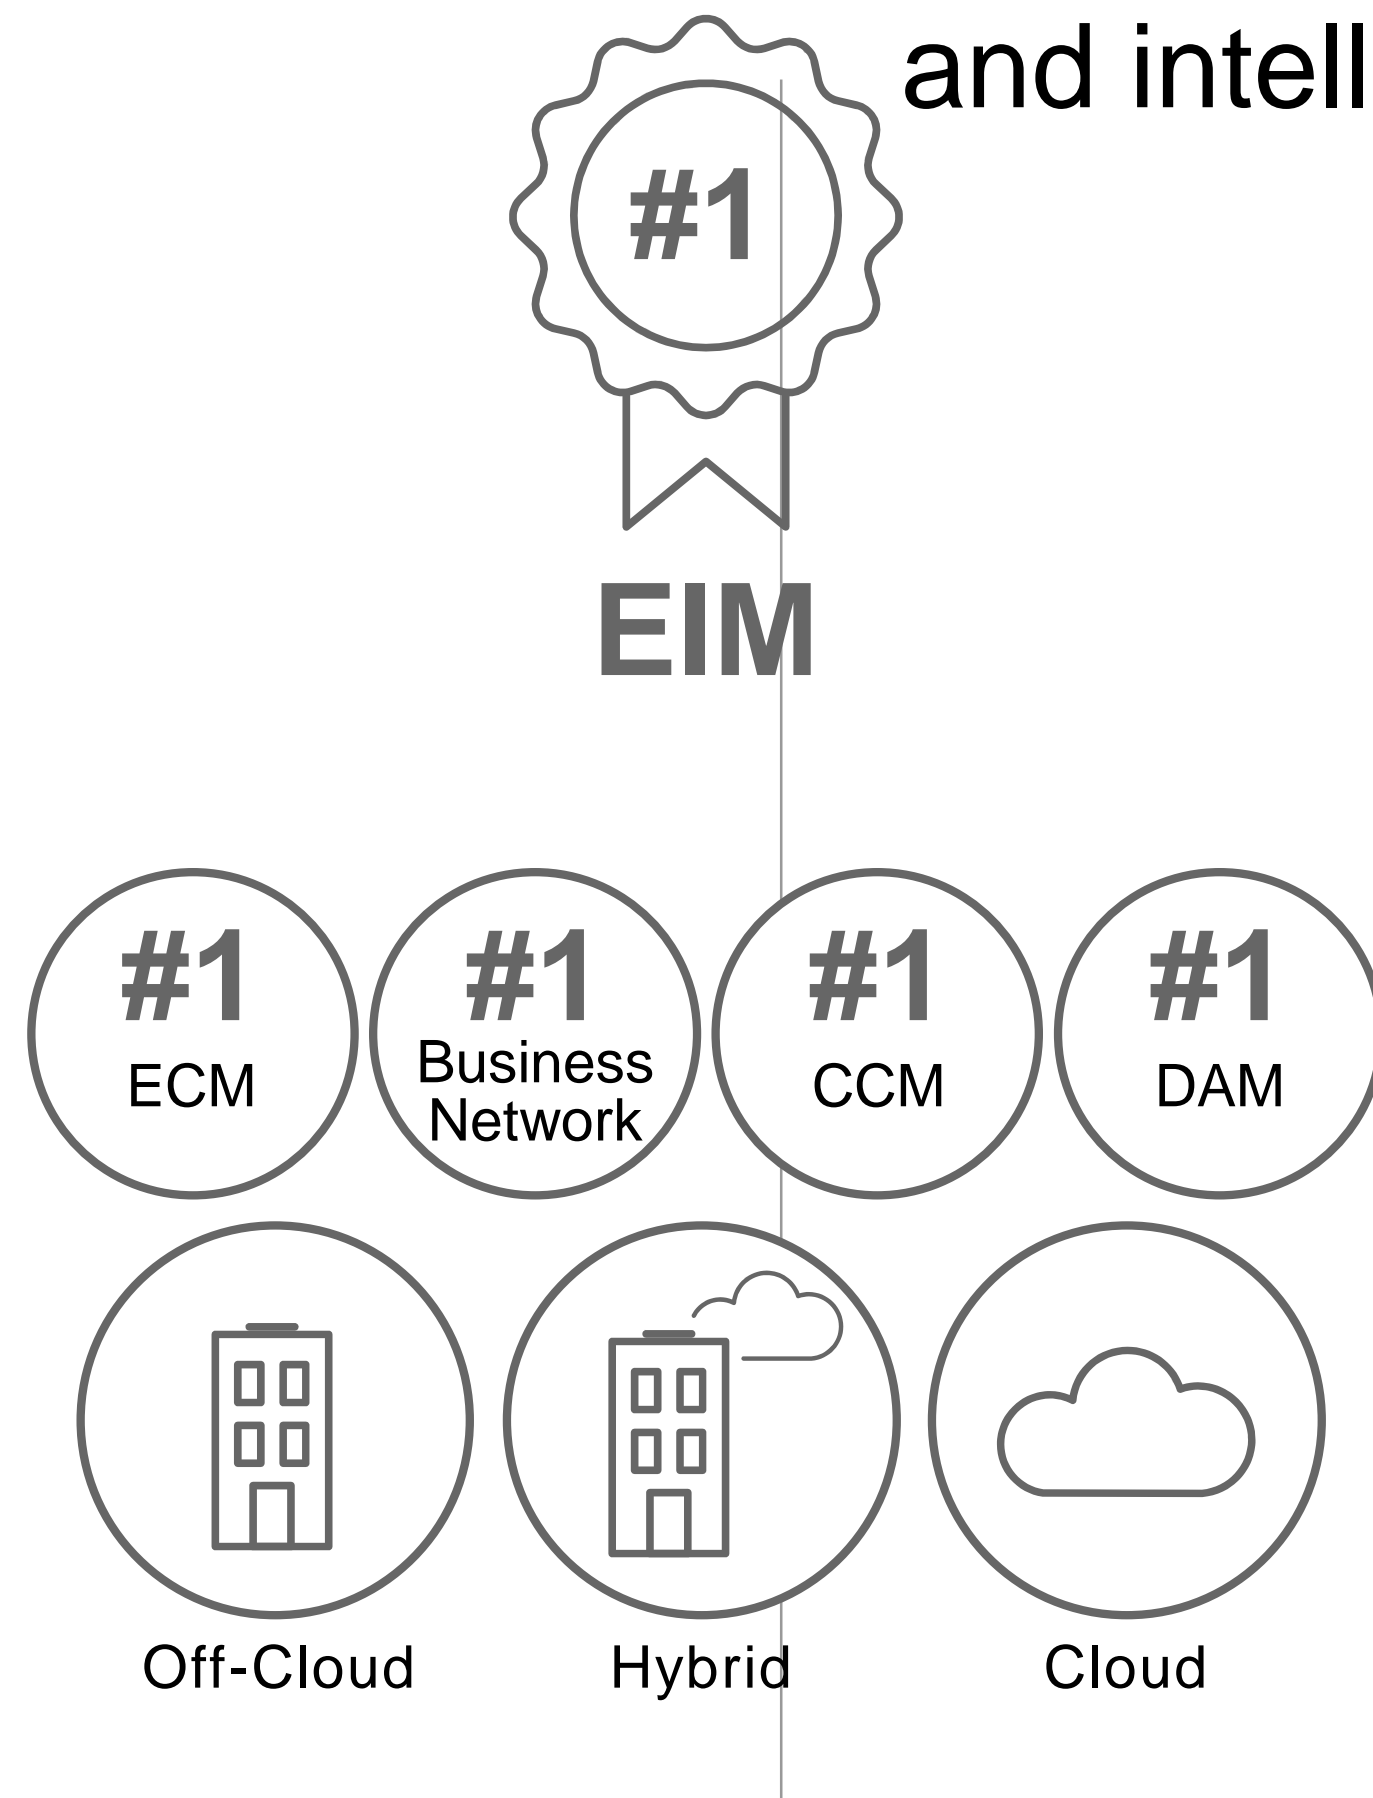 and intell
#1
EIM
#1 #1 #1 #1
ECM Business Network CCM DAM
Off-Cloud Hybrid Cloud